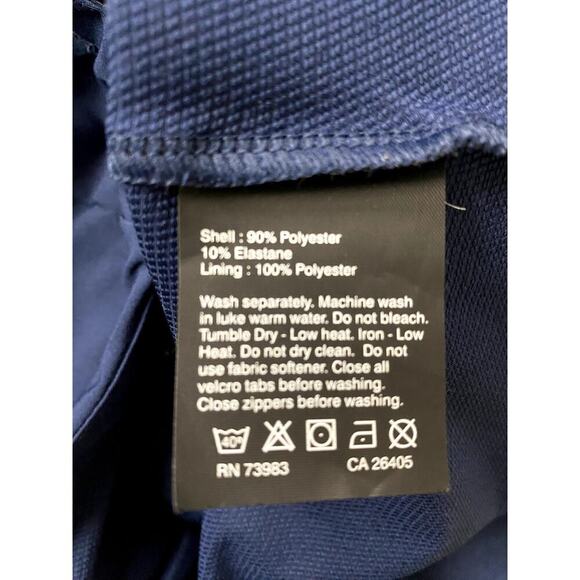 Shell : 90% Polyester
10% Elastane
Lining : 100% Polyester
Wash separately. Machine wash
in luke warm water. Do not bleach.
Tumble Dry - Low heat. Iron - Low
Heat. Do not dry clean. Do not
use fabric softener. Close all
velcro tabs before washing.
Close zippers before washing.
40°
RN 73983 CA 26405